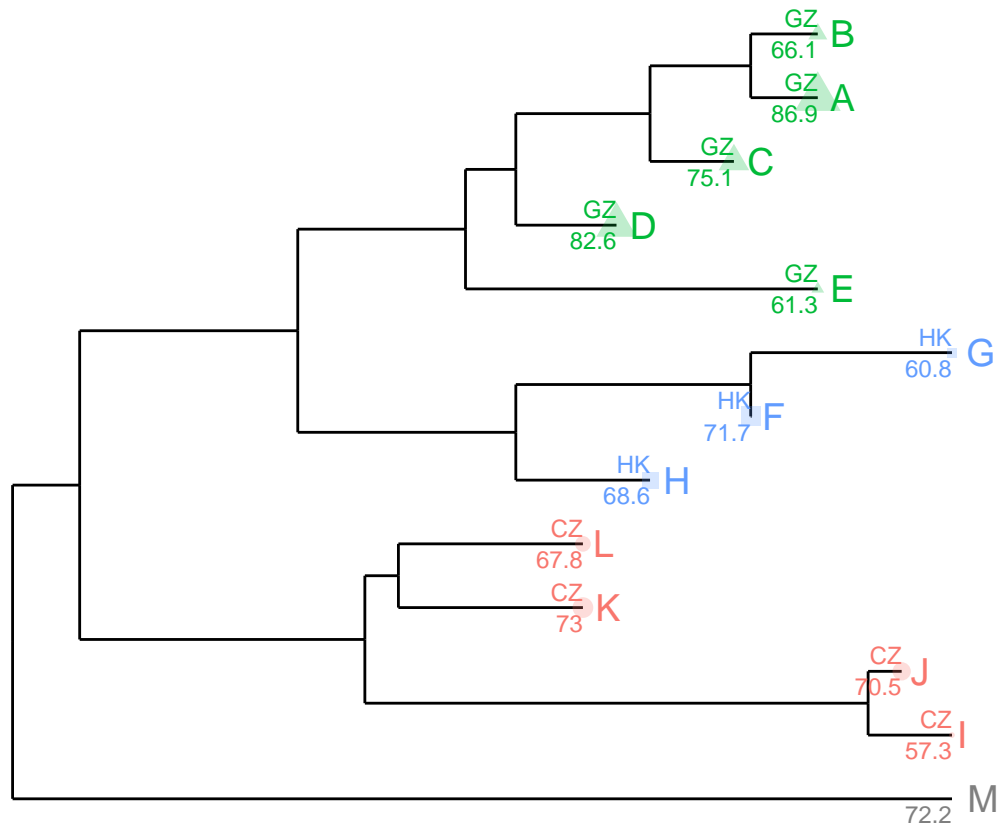 GZ
66.1 B
GZ
86.9 A
GZ
75.1 C
GZ
82.6 D
GZ
61.3 E
HK
60.8 G
HK
71.7 F
HK
68.6 H
CZ
67.8 L
CZ
73 K
CZ
70.5 J
CZ
57.3 I
72.2 M